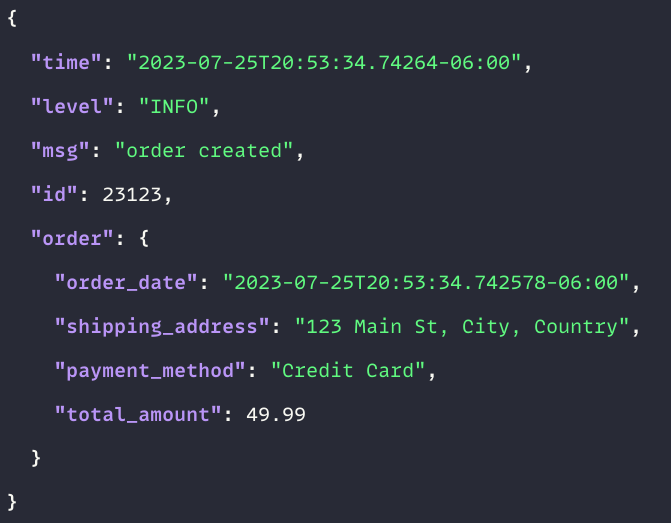 {
  "time": "2023-07-25T20:53:34.74264-06:00",
  "level": "INFO",
  "msg": "order created",
  "id": 23123,
  "order": {
    "order_date": "2023-07-25T20:53:34.742578-06:00",
    "shipping_address": "123 Main St, City, Country",
    "payment_method": "Credit Card",
    "total_amount": 49.99
  }
}